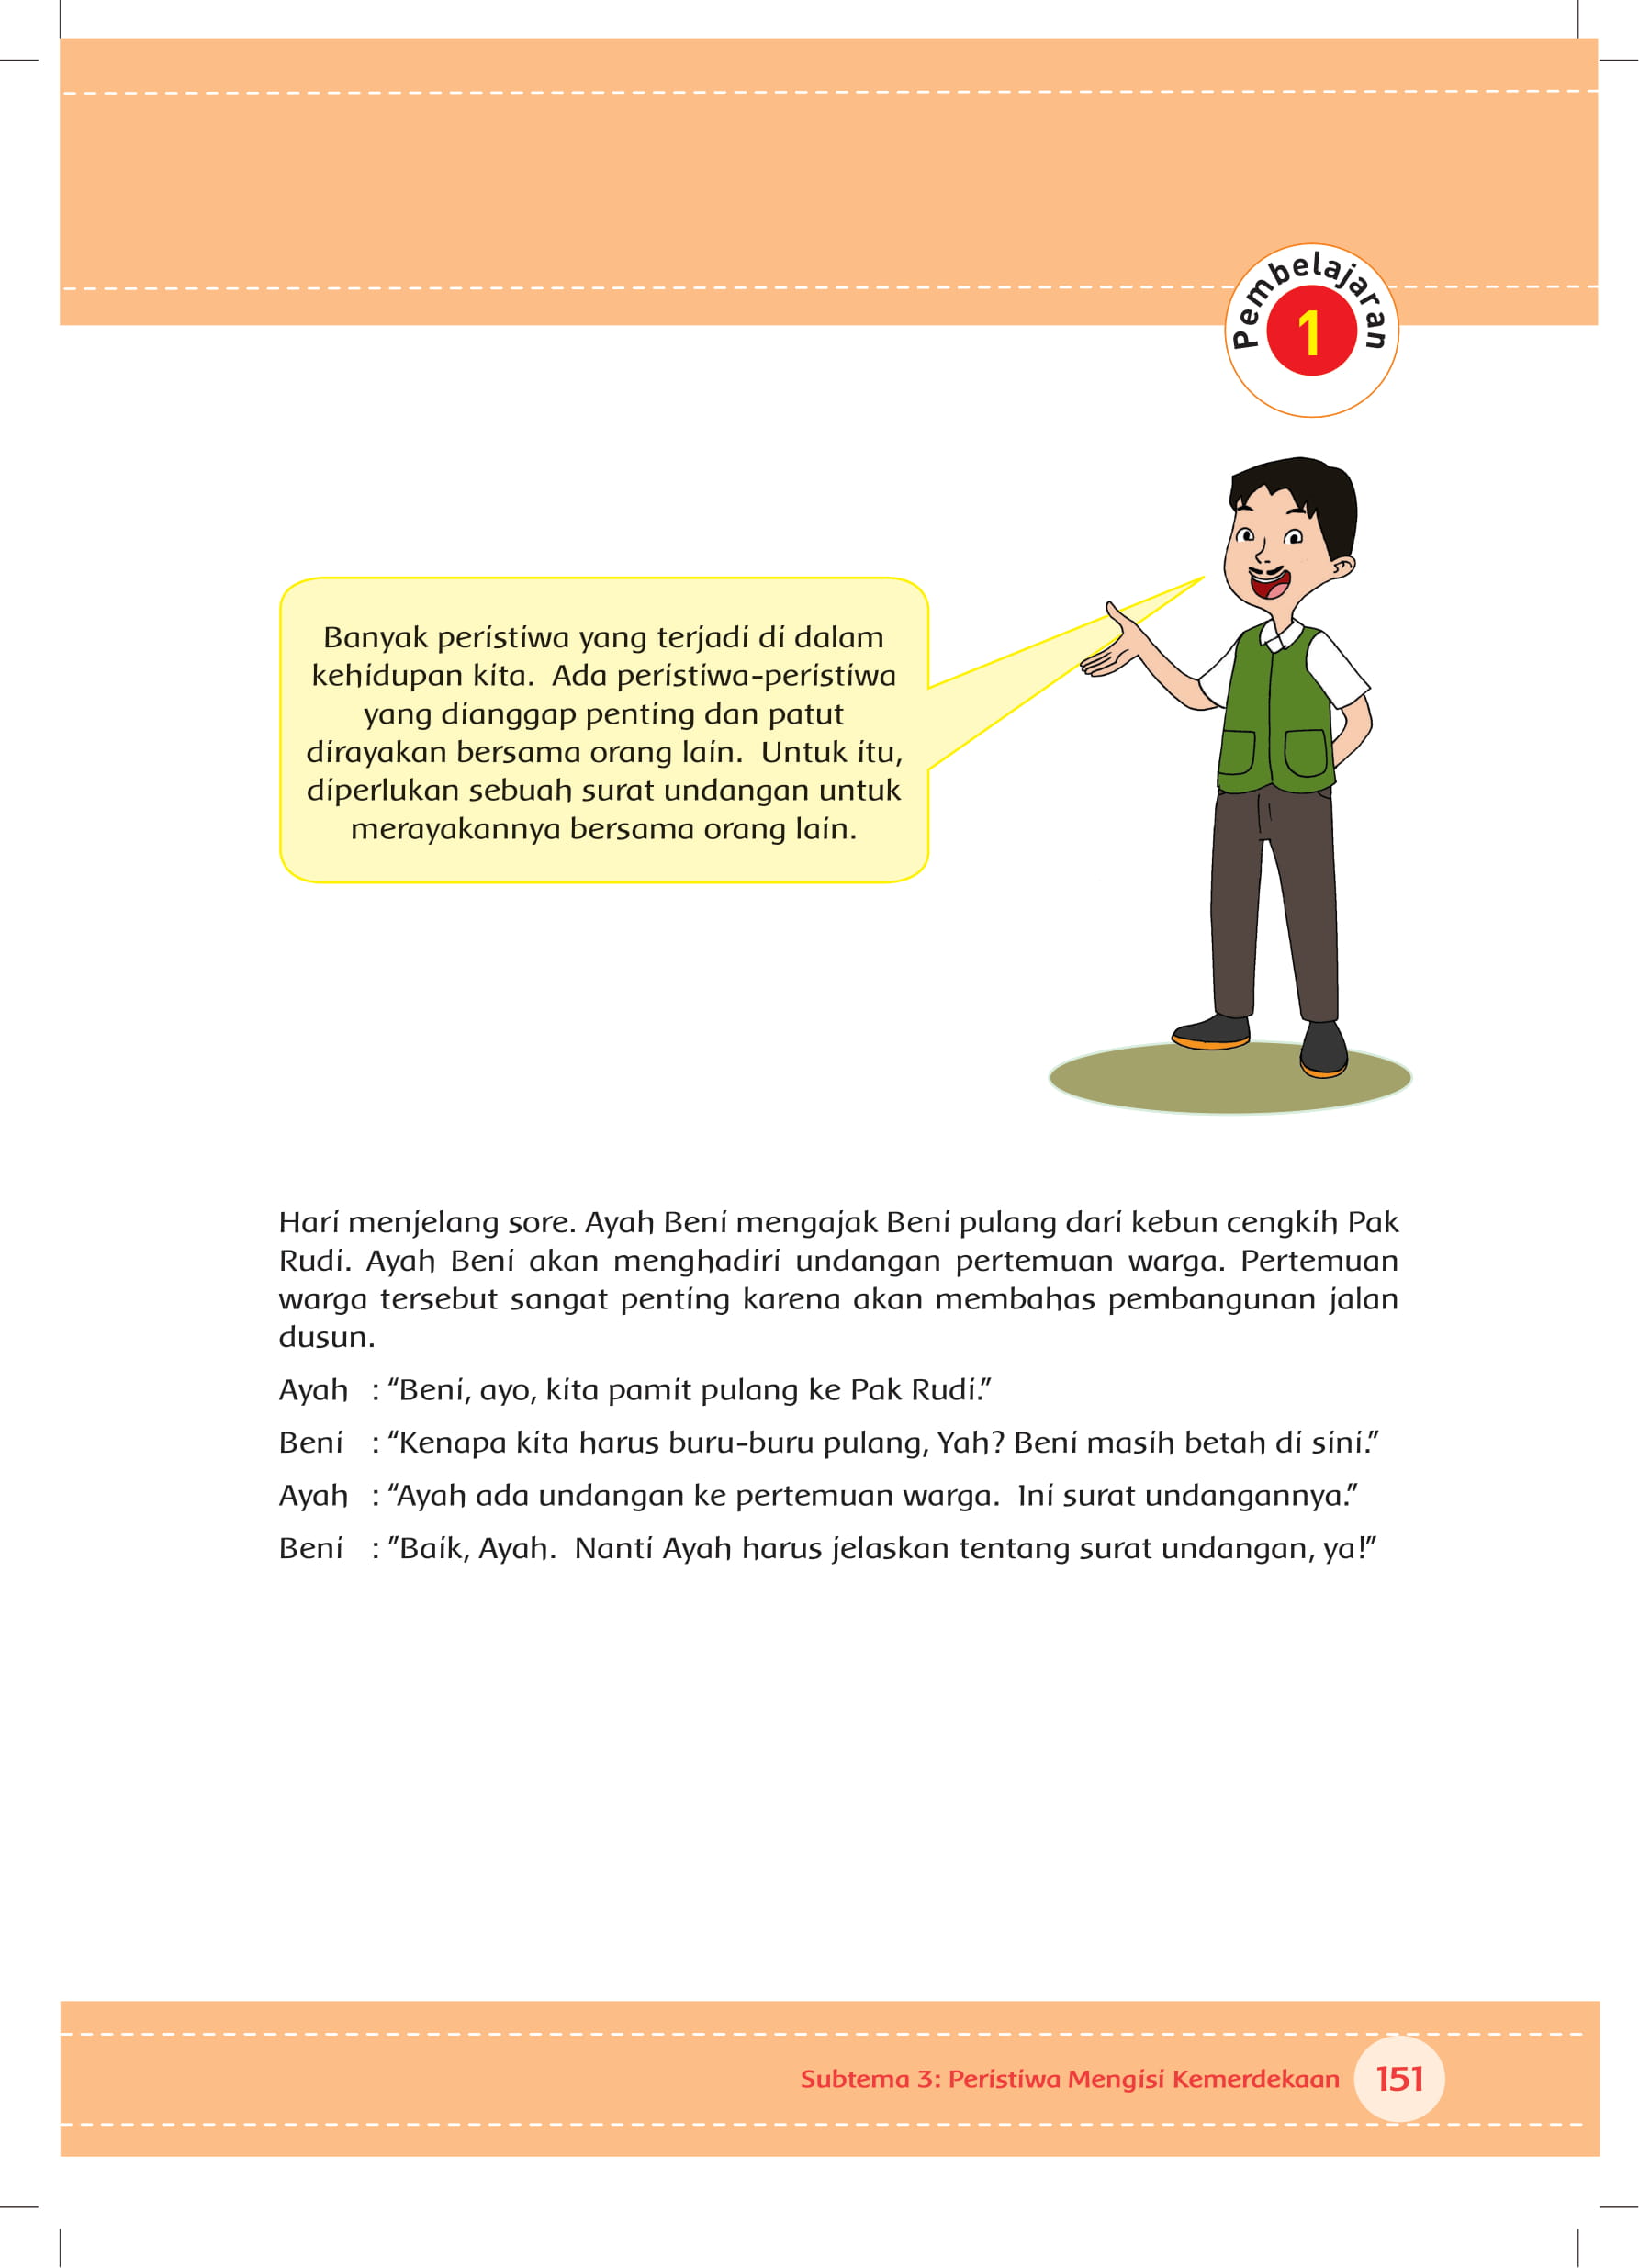 Pembelajaran
1
Banyak peristiwa yang terjadi di dalam
kehidupan kita.  Ada peristiwa-peristiwa
yang dianggap penting dan patut
dirayakan bersama orang lain.  Untuk itu,
diperlukan sebuah surat undangan untuk
merayakannya bersama orang lain.
Hari menjelang sore. Ayah Beni mengajak Beni pulang dari kebun cengkih Pak
Rudi. Ayah Beni akan menghadiri undangan pertemuan warga. Pertemuan
warga tersebut sangat penting karena akan membahas pembangunan jalan
dusun.
Ayah : “Beni, ayo, kita pamit pulang ke Pak Rudi.”
Beni : “Kenapa kita harus buru-buru pulang, Yah? Beni masih betah di sini.”
Ayah : “Ayah ada undangan ke pertemuan warga.  Ini surat undangannya.”
Beni : ”Baik, Ayah.  Nanti Ayah harus jelaskan tentang surat undangan, ya!”
Subtema 3: Peristiwa Mengisi Kemerdekaan 151